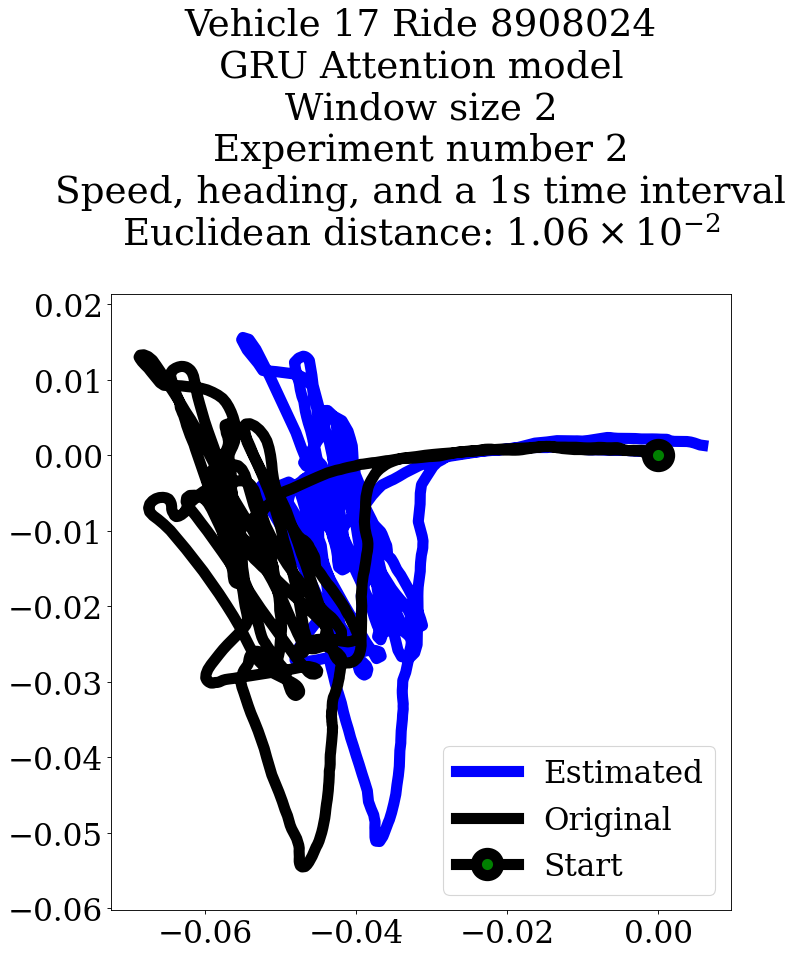 Vehicle 17 Ride 8908024
GRU Attention model
Window size 2
Experiment number 2
Speed, heading, and a 1s time interval
Euclidean distance: 1.06 × 10⁻²
0.02
0.01
0.00
−0.01
−0.02
−0.03
−0.04
−0.05
−0.06
Estimated
Original
Start
−0.06 −0.04 −0.02 0.00